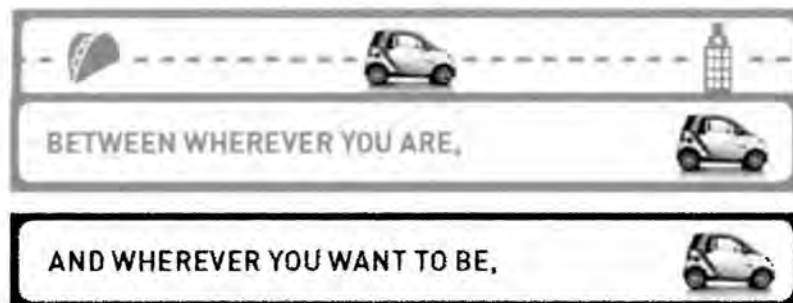 BETWEEN WHEREVER YOU ARE,
AND WHEREVER YOU WANT TO BE,